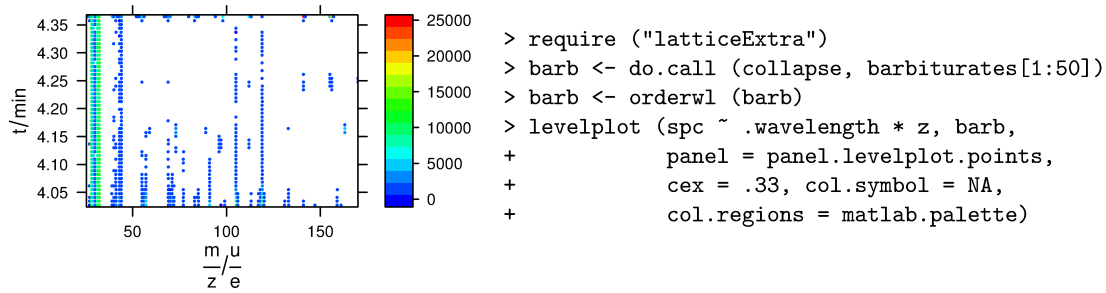 4.35
4.30
4.25
4.20
4.15
4.10
4.05
t/min
50
100
150
m/z / u/e
25000
20000
15000
10000
5000
0
> require ("latticeExtra")
> barb <- do.call (collapse, barbiturates[1:50])
> barb <- orderwl (barb)
> levelplot (spc ~ .wavelength * z, barb,
+ panel = panel.levelplot.points,
+ cex = .33, col.symbol = NA,
+ col.regions = matlab.palette)